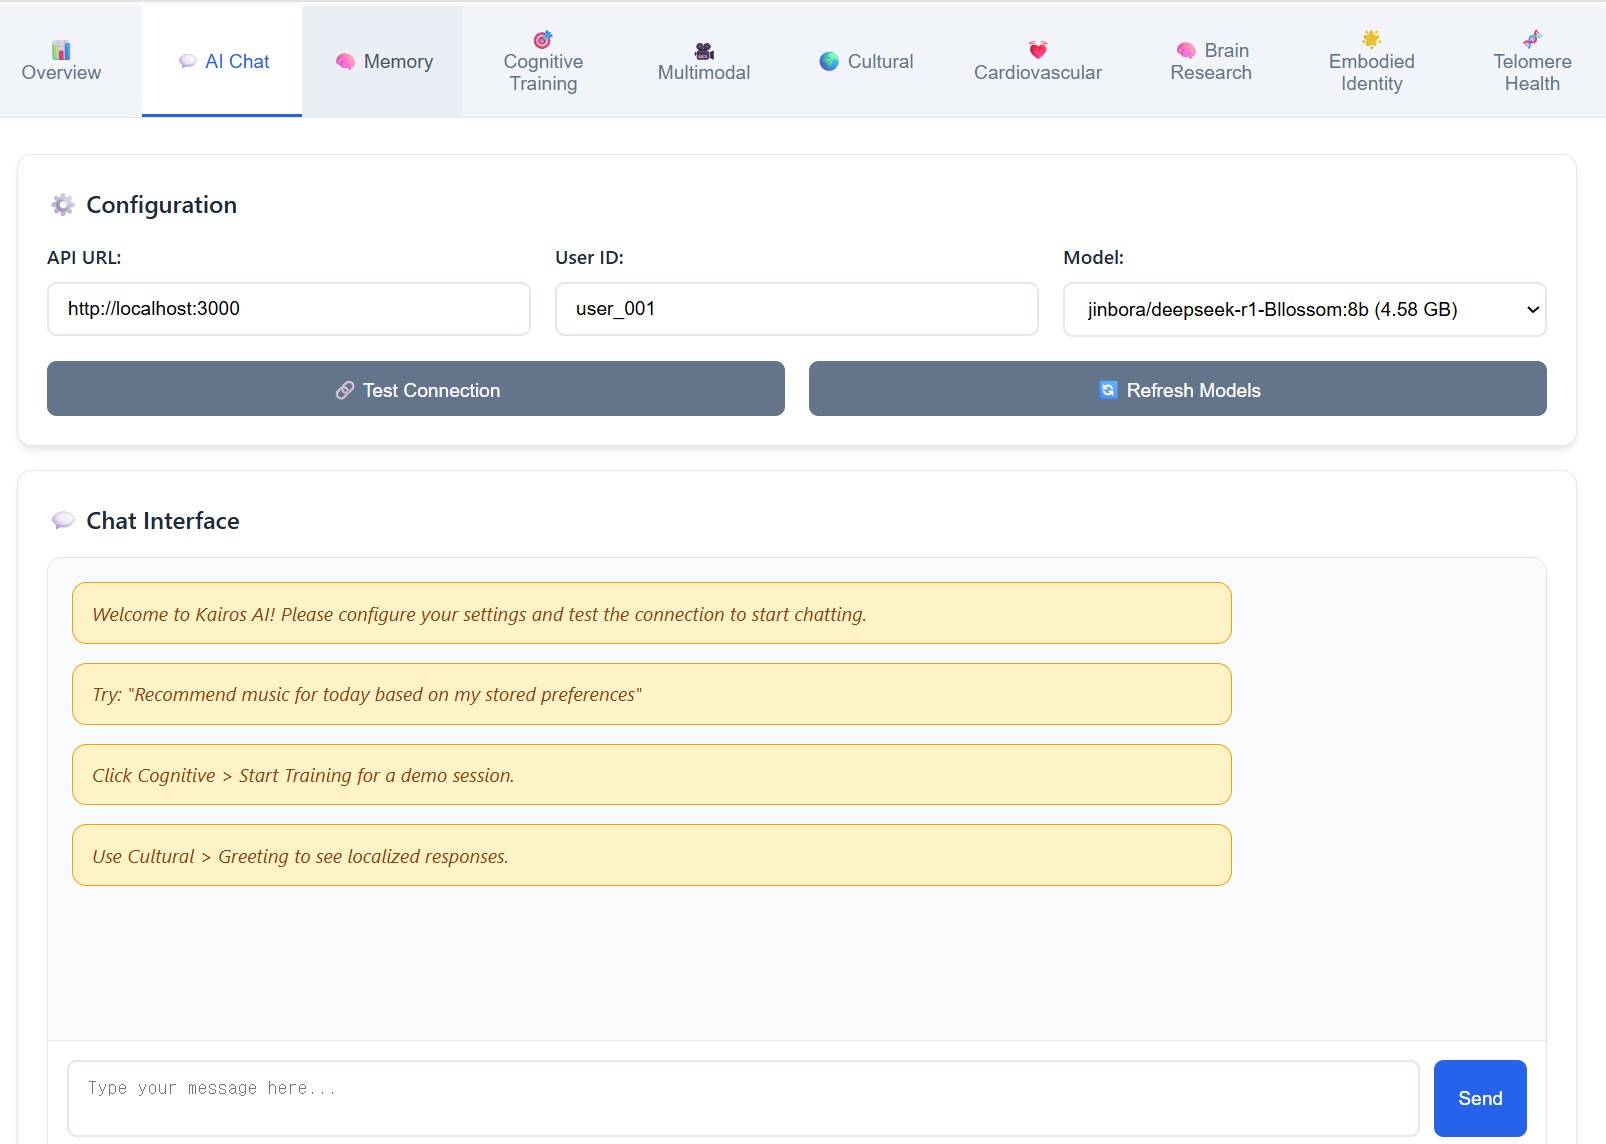 Overview
AI Chat
Memory
Cognitive
Training
Multimodal
Cultural
Cardiovascular
Brain
Research
Embodied
Identity
Telomere
Health
Configuration
API URL:
User ID:
Model:
http://localhost:3000
user_001
jinbora/deepseek-r1-Bllossom:8b (4.58 GB)
Test Connection
Refresh Models
Chat Interface
Welcome to Kairos AI! Please configure your settings and test the connection to start chatting.
Try: "Recommend music for today based on my stored preferences"
Click Cognitive > Start Training for a demo session.
Use Cultural > Greeting to see localized responses.
Type your message here...
Send